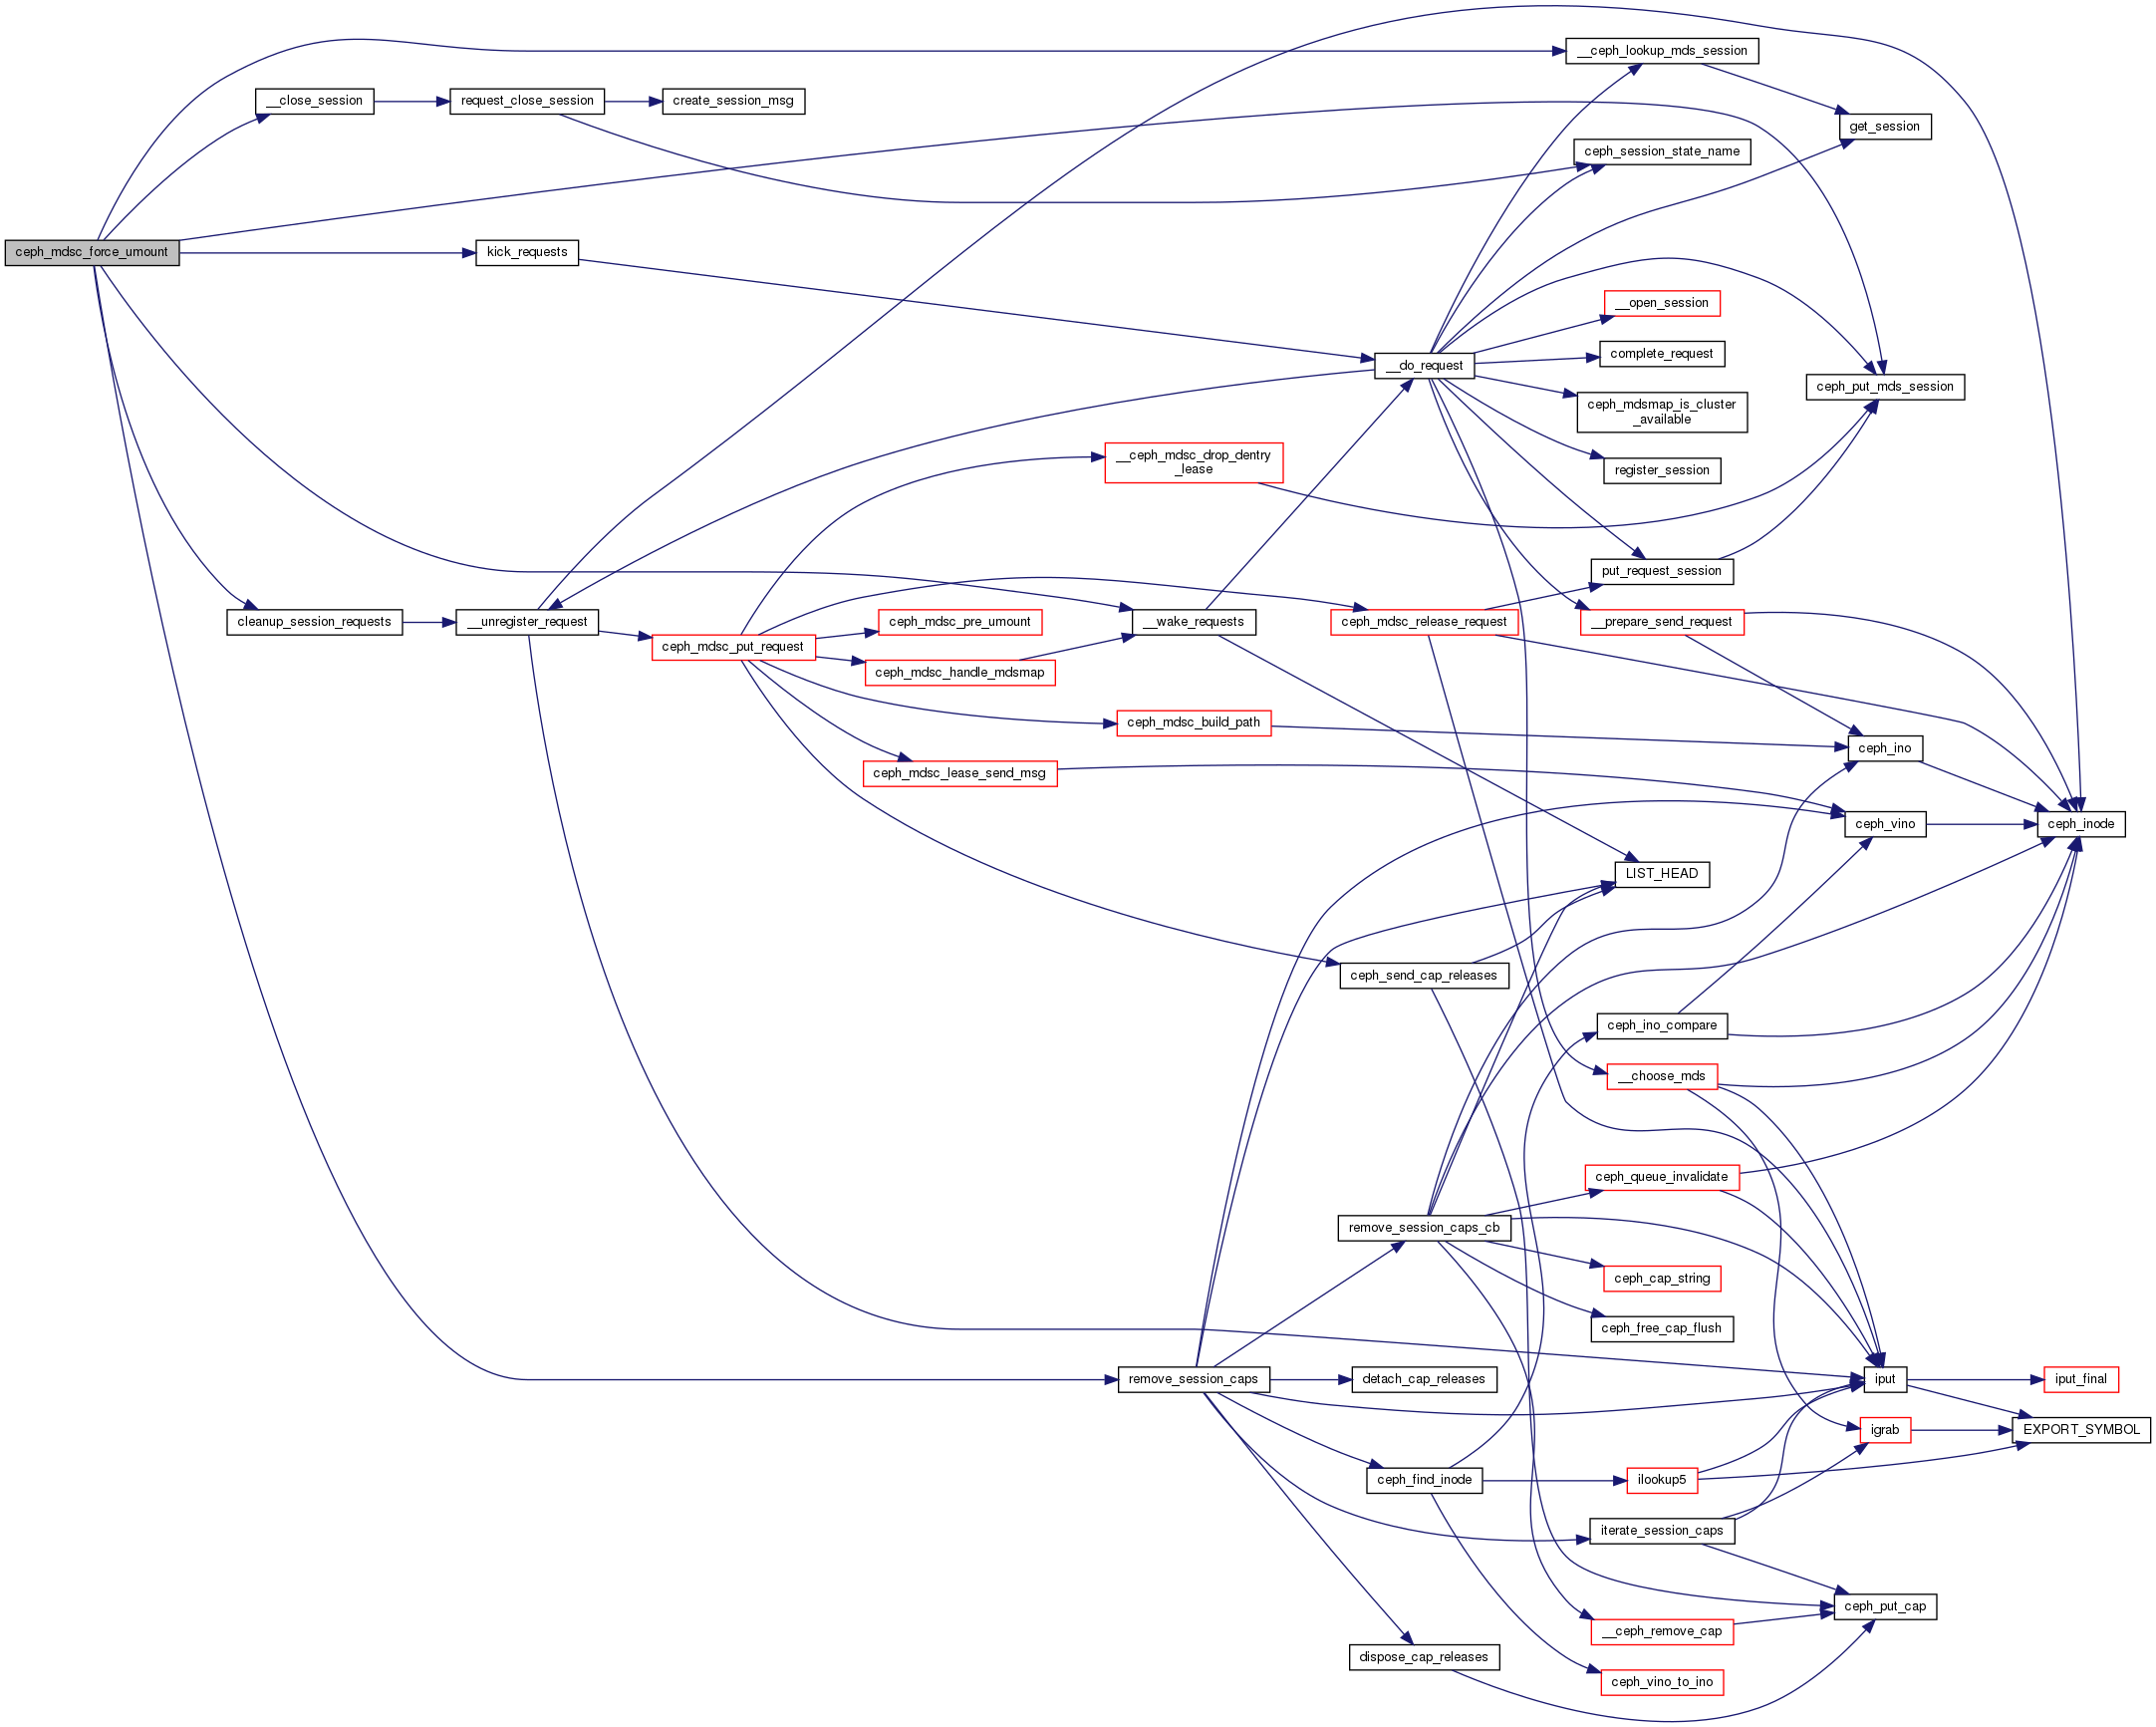 __ceph_lookup_mds_session
__close_session
request_close_session
create_session_msg
get_session
ceph_session_state_name
ceph_mdsc_force_umount
kick_requests
__open_session
complete_request
__do_request
ceph_put_mds_session
ceph_mdsmap_is_cluster
_available
__ceph_mdsc_drop_dentry
_lease
register_session
put_request_session
cleanup_session_requests
__unregister_request
ceph_mdsc_pre_umount
__wake_requests
ceph_mdsc_release_request
__prepare_send_request
ceph_mdsc_put_request
ceph_mdsc_handle_mdsmap
ceph_mdsc_build_path
ceph_ino
ceph_mdsc_lease_send_msg
ceph_vino
ceph_inode
LIST_HEAD
ceph_send_cap_releases
ceph_ino_compare
__choose_mds
ceph_queue_invalidate
remove_session_caps_cb
ceph_cap_string
ceph_free_cap_flush
remove_session_caps
detach_cap_releases
iput
iput_final
igrab
EXPORT_SYMBOL
ceph_find_inode
ilookup5
iterate_session_caps
ceph_put_cap
__ceph_remove_cap
dispose_cap_releases
ceph_vino_to_ino